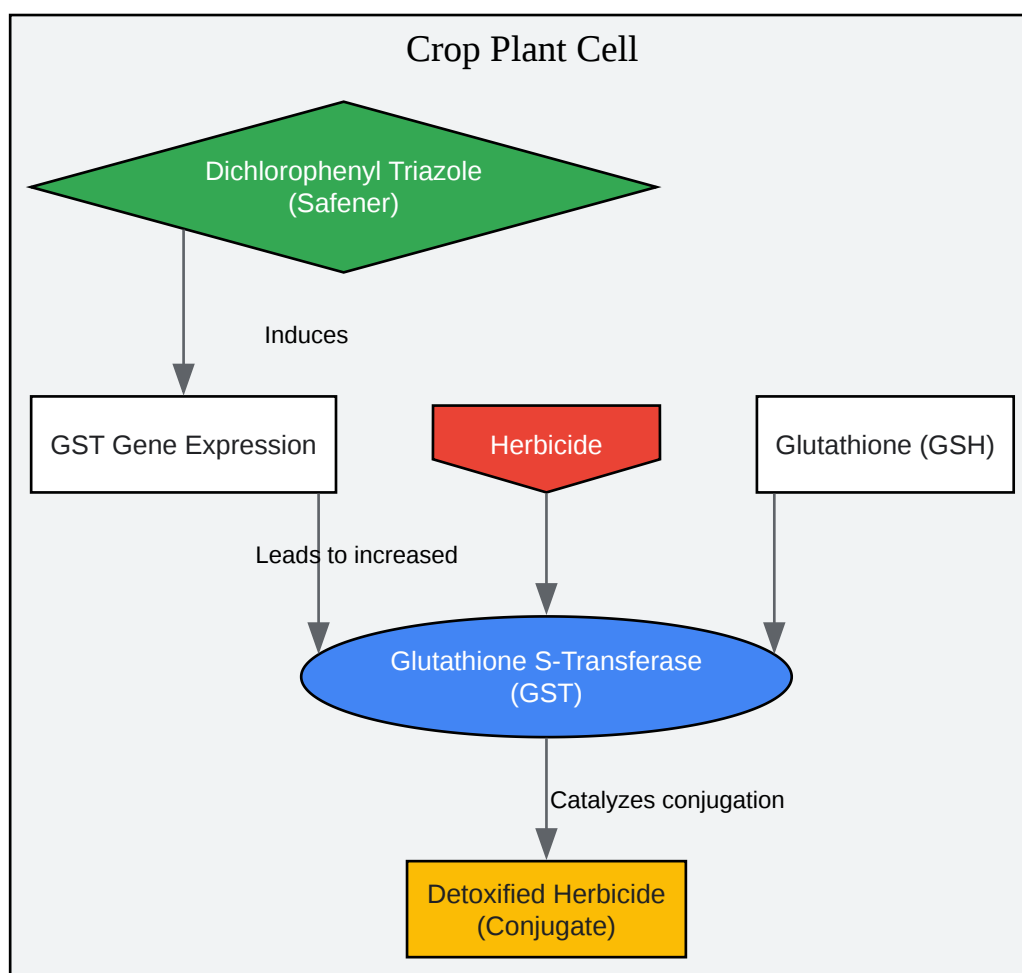 Crop Plant Cell
Dichlorophenyl Triazole
(Safener)
Induces
GST Gene Expression
Herbicide
Glutathione (GSH)
Leads to increased
Glutathione S-Transferase
(GST)
Catalyzes conjugation
Detoxified Herbicide
(Conjugate)